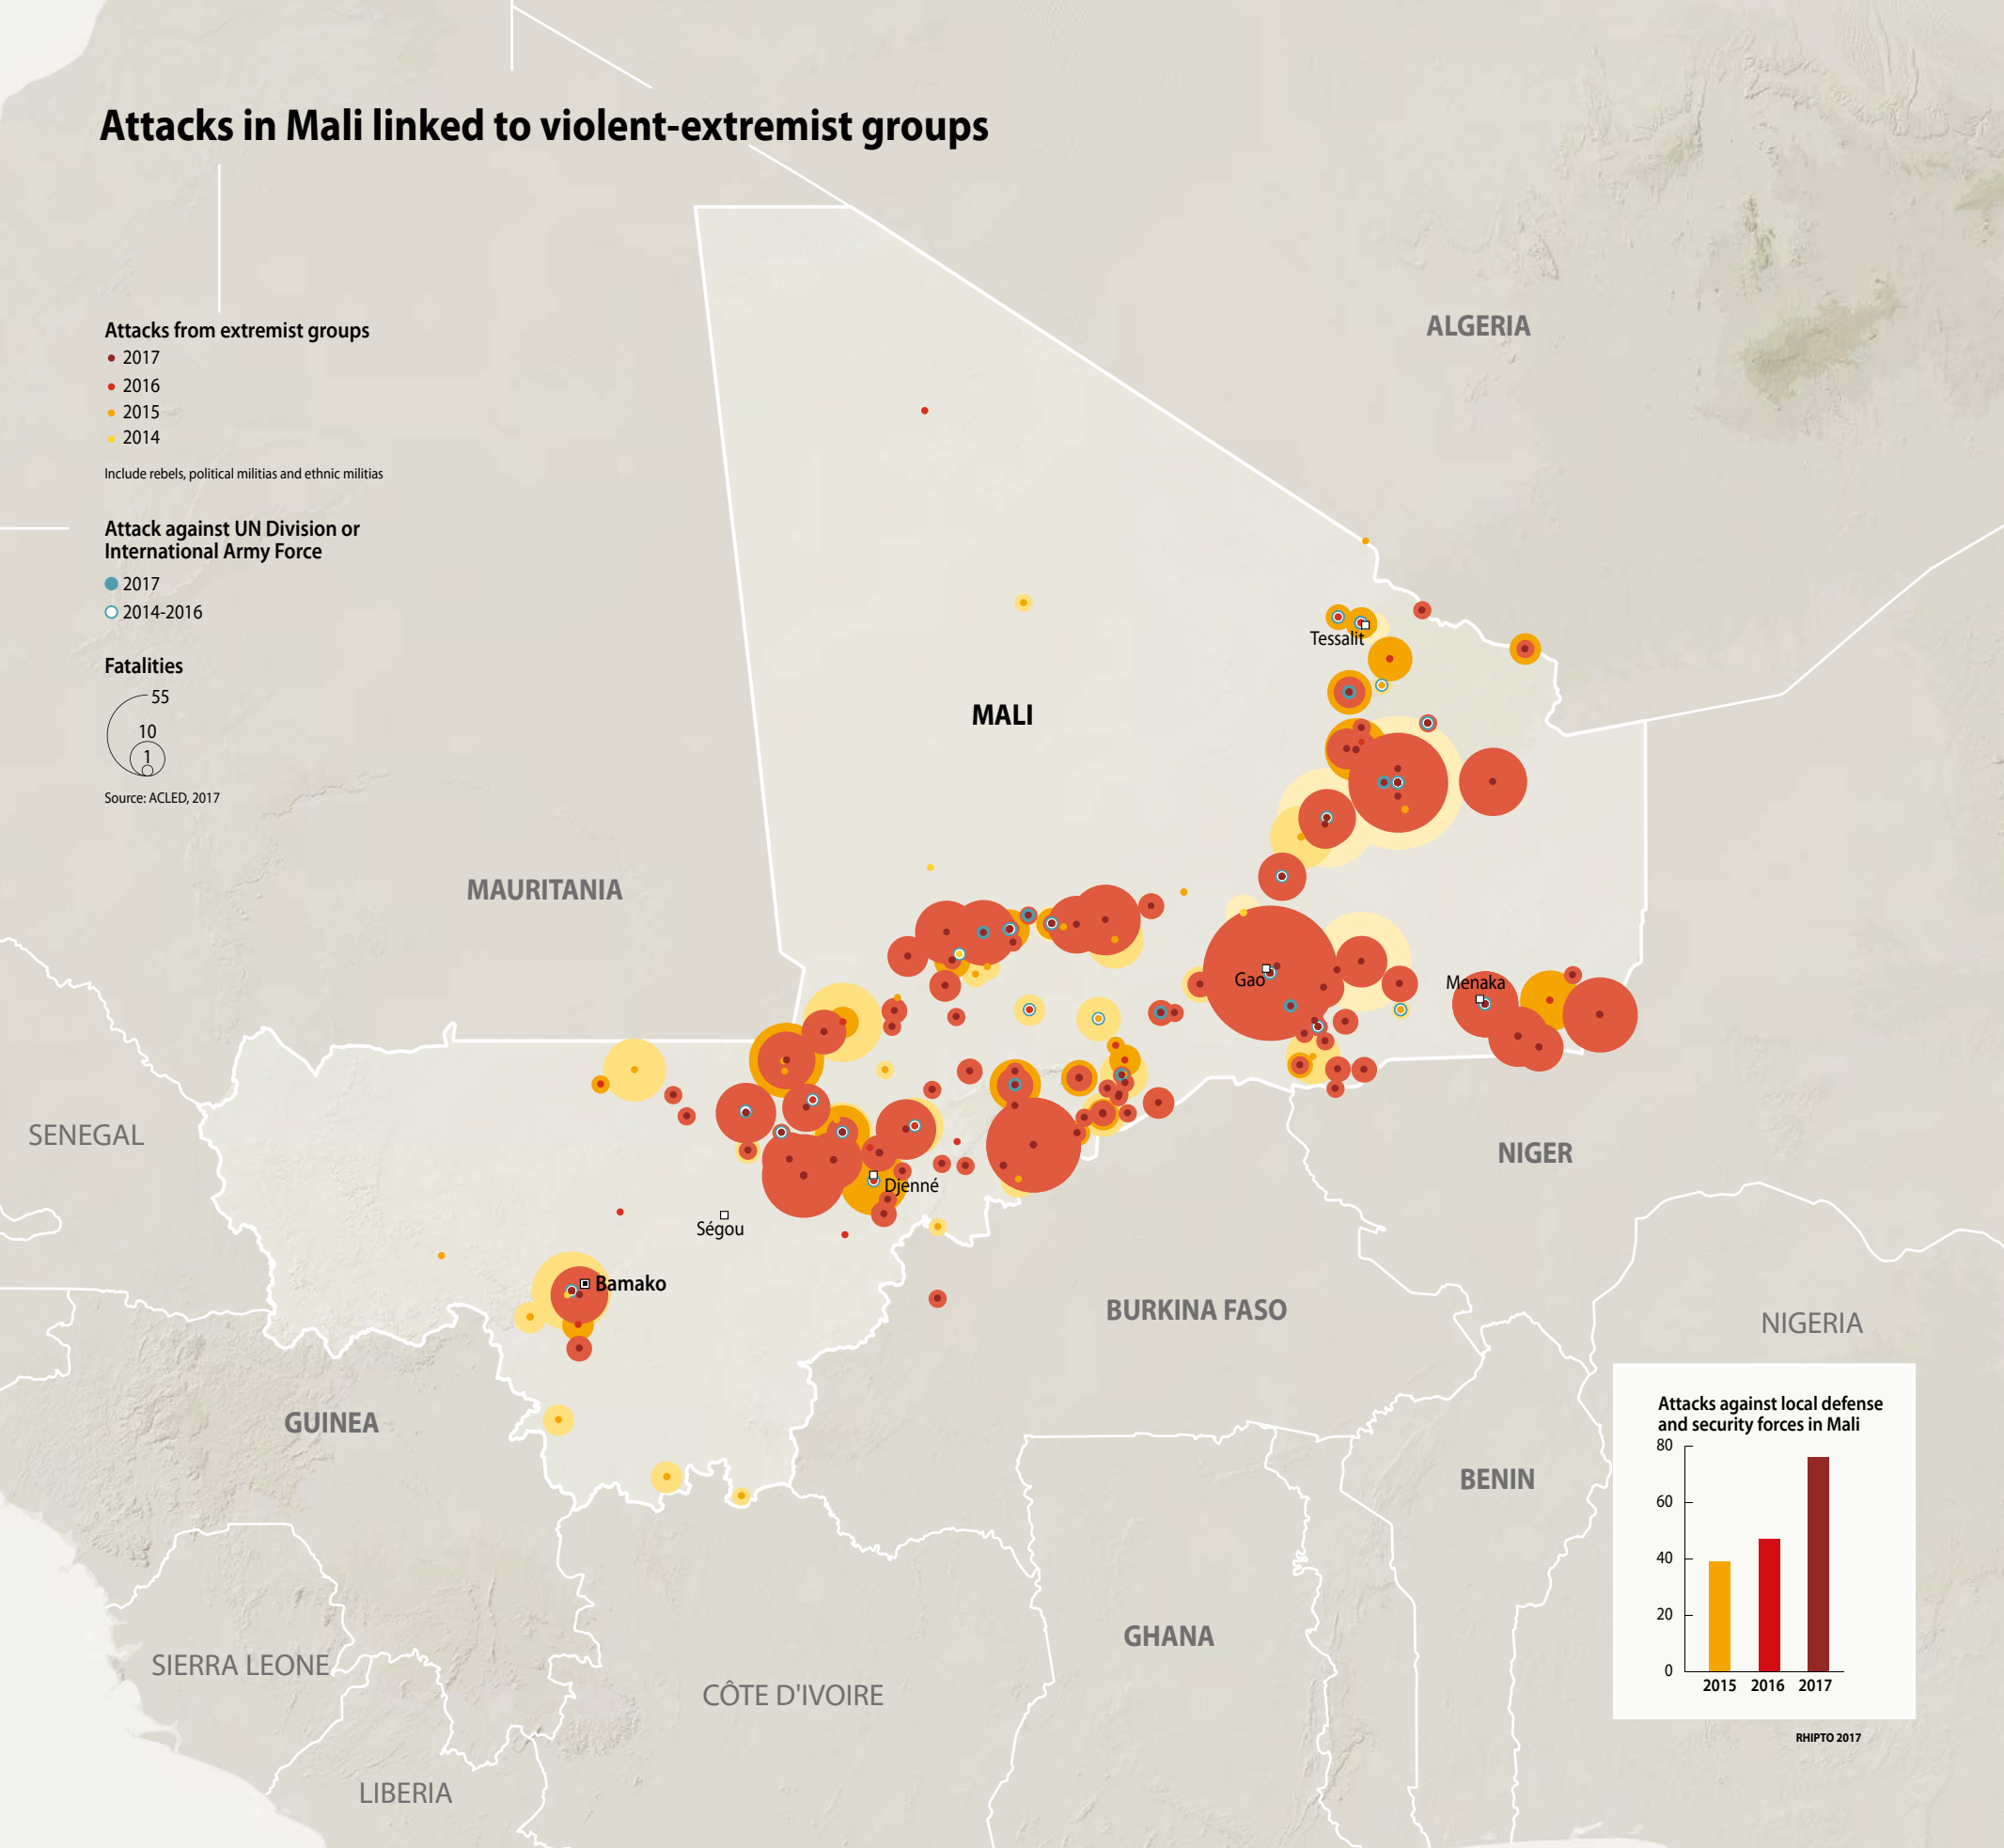 Attacks in Mali linked to violent-extremist groups
Attacks from extremist groups
2017
2016
2015
2014
Include rebels, political militias and ethnic militias
Attack against UN Division or
International Army Force
2017
2014-2016
Fatalities
55
10
1
Source: ACLED, 2017
ALGERIA
Tessalit
MALI
MAURITANIA
Gao
Menaka
SENEGAL
NIGER
Djenné
Ségou
Bamako
BURKINA FASO
NIGERIA
GUINEA
BENIN
GHANA
SIERRA LEONE
CÔTE D'IVOIRE
LIBERIA
Attacks against local defense
and security forces in Mali
80
60
40
20
0
2015 2016 2017
RHIPTO 2017